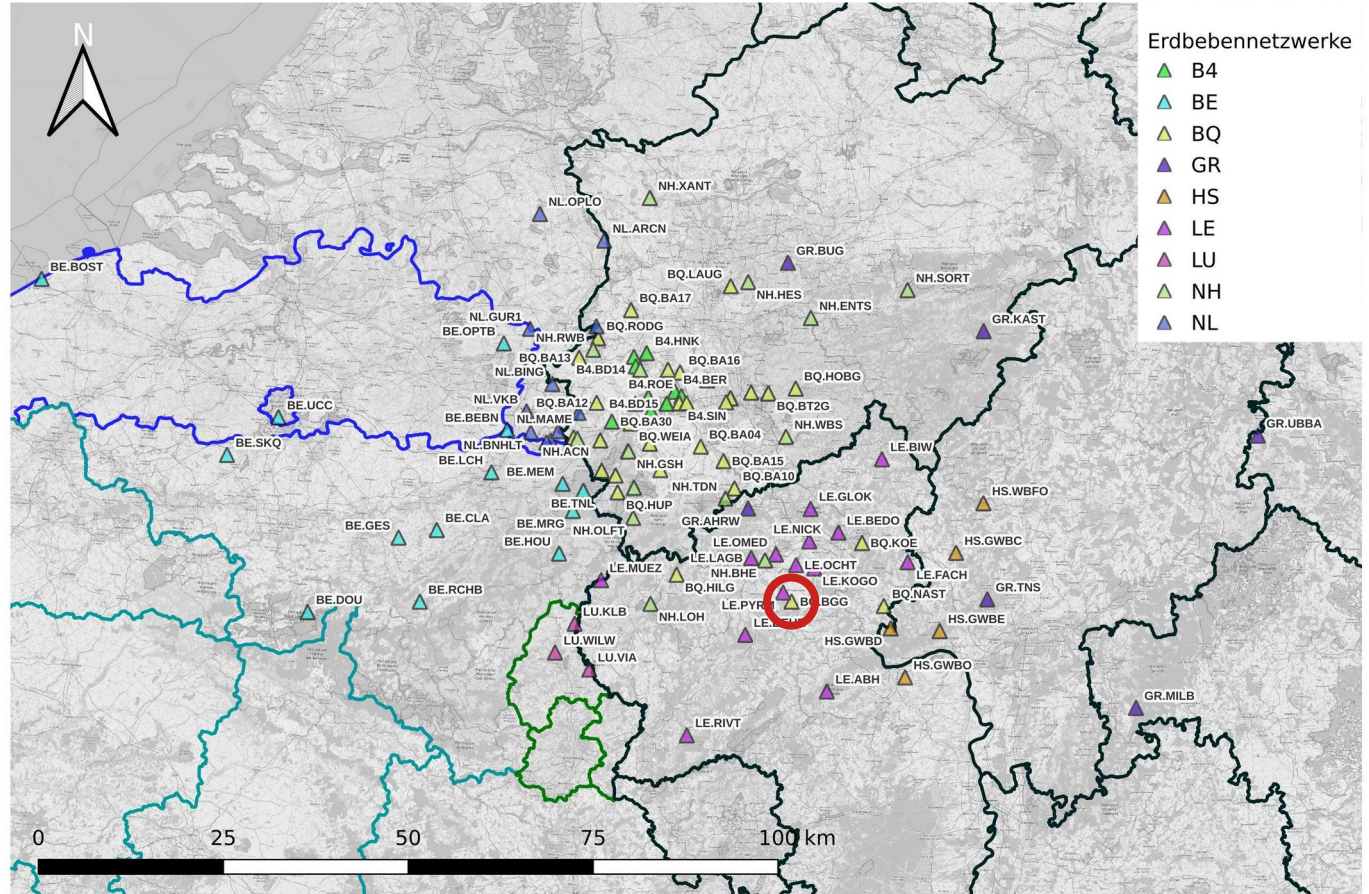 N
Erdbebennetzwerke
B4
BE
BQ
GR
HS
LE
LU
NH
NL
NH.XANT
NL.OPLO
NL.ARCN
GR.BUG
BE.BOST
BQ.LAUG
NH.SORT
NH.HES
BQ.BA17
NH.ENTS
NL.GUR1
GR.KAST
BQ.RODG
BE.OPTB
NH.RWB
B4.HNK
BQ.BA13
BQ.BA16
NL.BING
B4.BD14
B4.BER
BQ.HOBG
B4.ROE
NL.VKB
BQ.BA12
B4.BD15
BQ.BT2G
BE.UCC
BE.BEBN
NL.MAME
B4.SIN
BQ.BA30
NH.WBS
GR.UBBA
BE.SKQ
NL.BNHLT
BQ.WEIA
BQ.BA04
LE.BIW
NH.ACN
BE.LCH
BE.MEM
NH.GSH
BQ.BA15
BQ.BA10
NH.TDN
HS.WBFO
BE.TNL
BQ.HUP
LE.GLOK
BE.GES
BE.CLA
BE.MRG
NH.OLFT
GR.AHRW
LE.NICK
LE.BEDO
BE.HOU
LE.OMED
BQ.KOE
HS.GWBC
LE.LAGB
LE.OCHT
LE.MUEZ
NH.BHE
LE.FACH
LE.KOGO
BQ.HILG
GR.TNS
BE.RCHB
BQ.BGG
BQ.NAST
BE.DOU
LU.KLB
NH.LOH
LE.PYRM
HS.GWBE
LU.WILW
HS.GWBD
LU.VIA
HS.GWBO
LE.ABH
GR.MILB
LE.RIVT
0 25 50 75 100 km